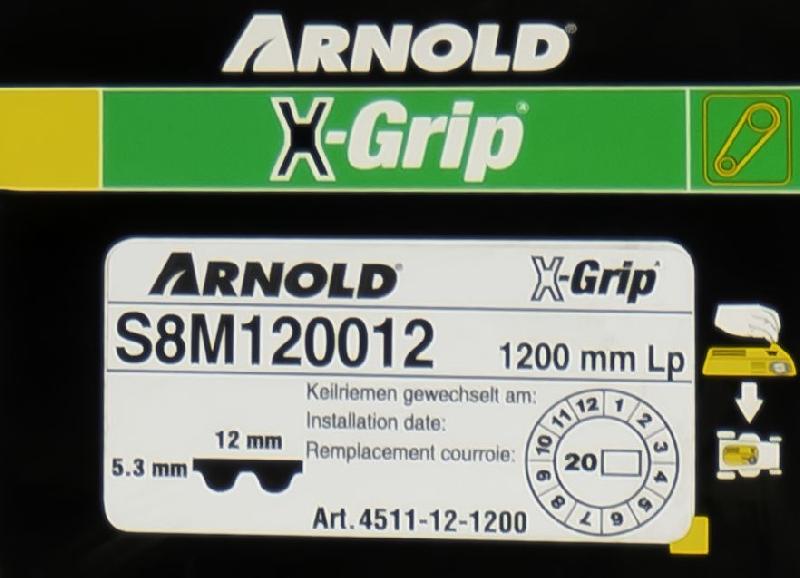 ARNOLD®
X-Grip®
ARNOLD®
X-Grip
S8M120012
1200 mm Lp
Keilriemen gewechselt am:
Installation date:
Remplacement courroie:
12 mm
5.3 mm
1 2 3 4 5 6 7 8 9 10 11 12
20
Art. 4511-12-1200